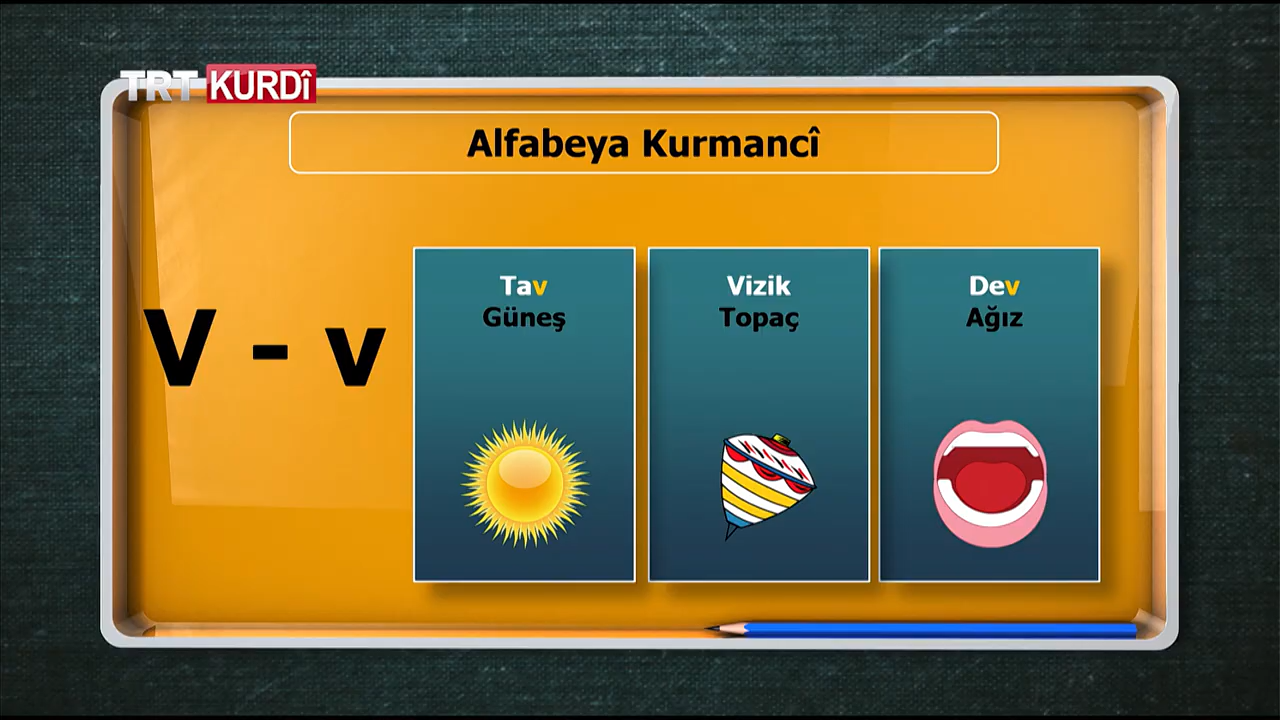 TRT KURDÎ
Alfabeya Kurmancî
V - v
Tav
Güneş
Vizik
Topaç
Dev
Ağız